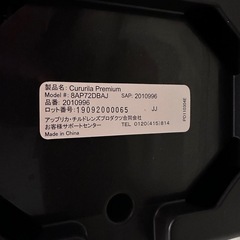 製品名: Cururila Premium
Model #: 8AP72DBAJ SAP: 2010996
品番: 2010996
ロット番号: 19092000065 JJ
アップリカ・チルドレンズプロダクツ合同会社
お客様サポートセンター TEL 0120(415)814
Made in China